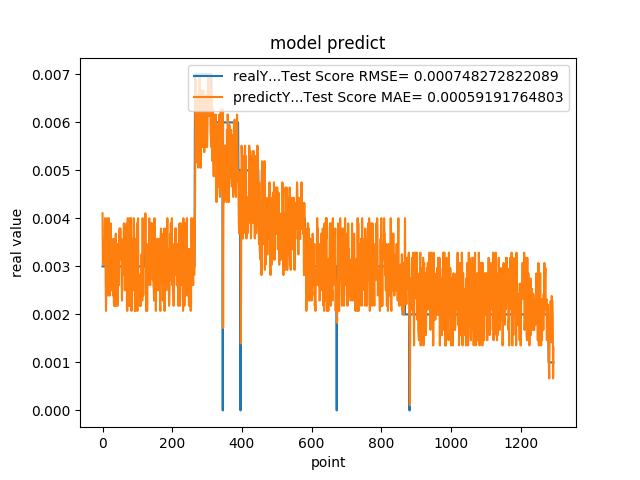 model predict
realY...Test Score RMSE= 0.000748272822089
predictY...Test Score MAE= 0.00059191764803
0.007
0.006
0.005
0.004
0.003
0.002
0.001
0.000
real value
0 200 400 600 800 1000 1200
point